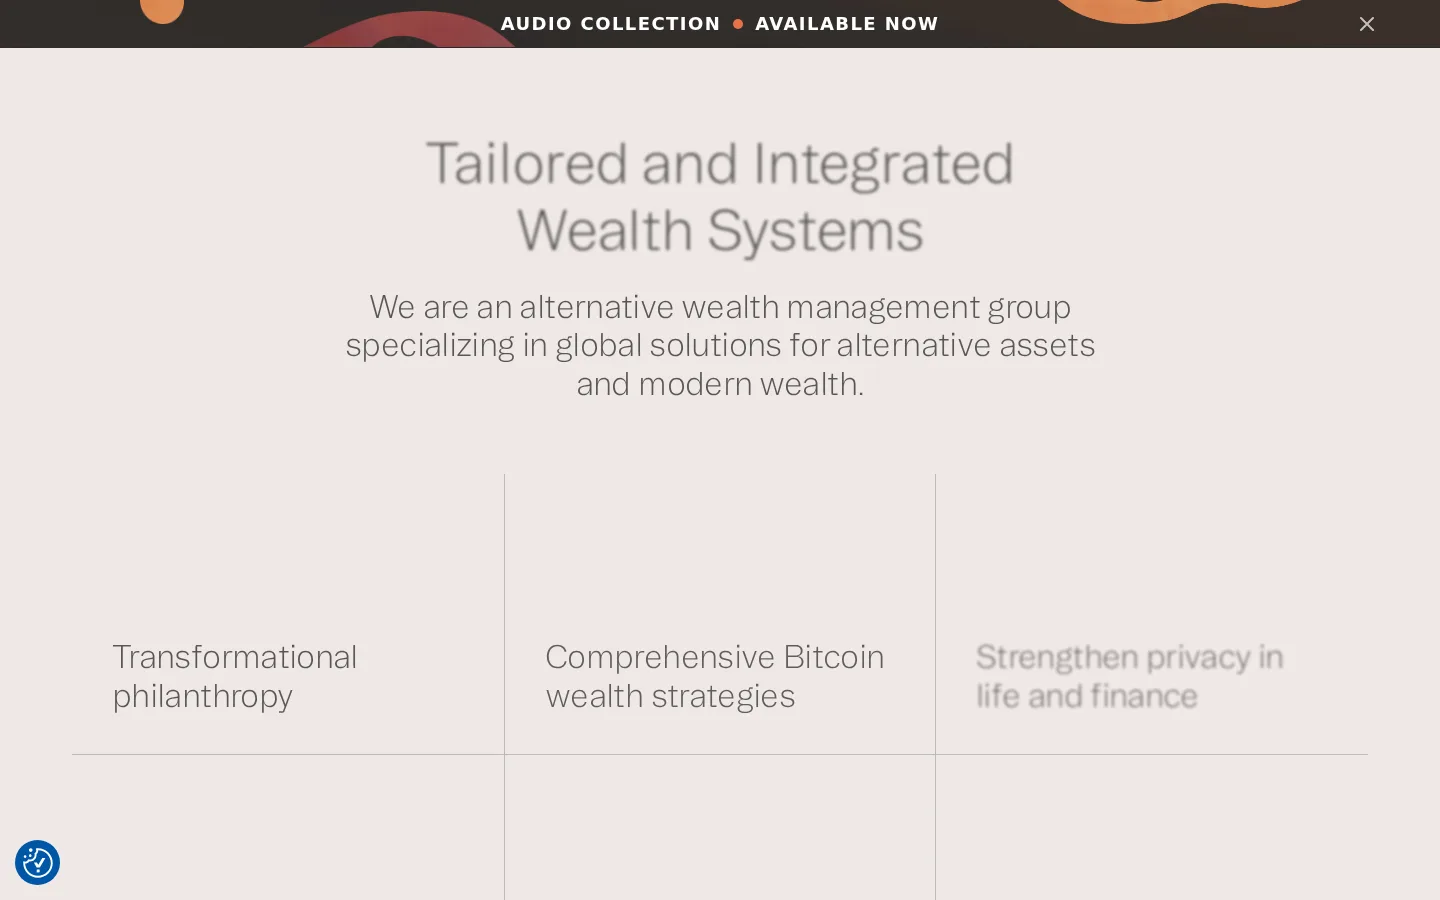 AUDIO COLLECTION ● AVAILABLE NOW
Tailored and Integrated
Wealth Systems
We are an alternative wealth management group
specializing in global solutions for alternative assets
and modern wealth.
Transformational
philanthropy
Comprehensive Bitcoin
wealth strategies
Strengthen privacy in
life and finance